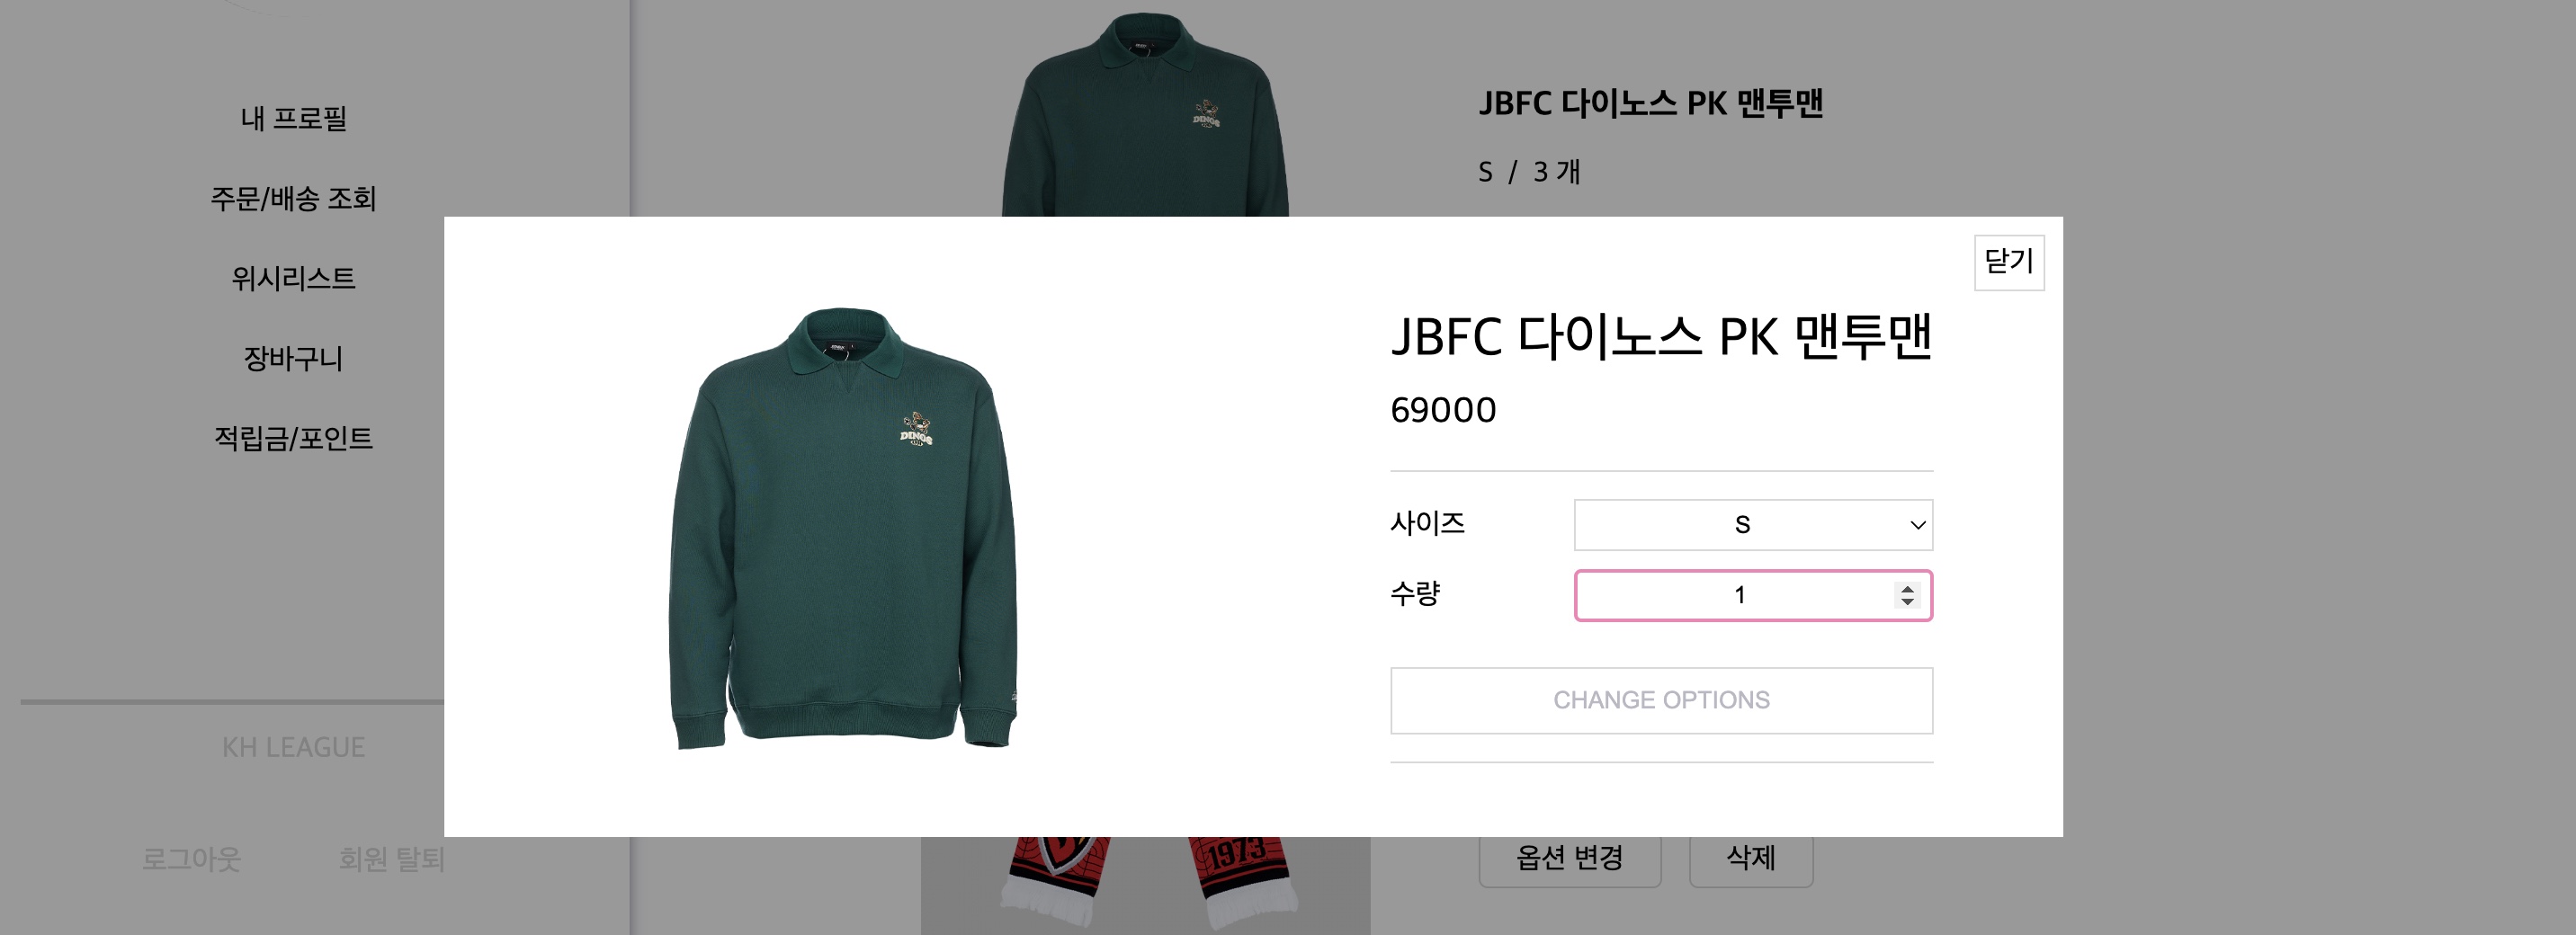 내 프로필
주문/배송 조회
위시리스트
장바구니
적립금/포인트
KH LEAGUE
로그아웃
회원 탈퇴
JBFC 다이노스 PK 맨투맨
S / 3 개
닫기
DINOS
JBFC 다이노스 PK 맨투맨
69000
사이즈
S
수량
1
CHANGE OPTIONS
1973
옵션 변경
삭제